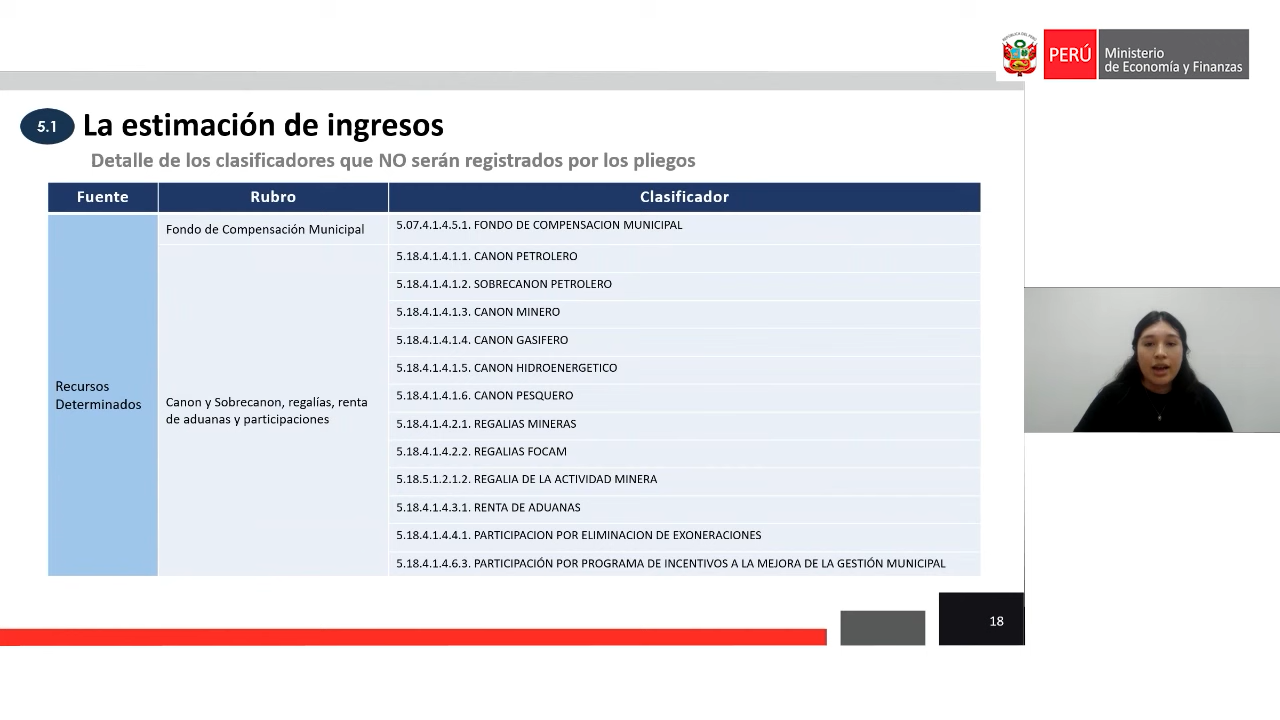 PERÚ
Ministerio
de Economía y Finanzas
5.1
La estimación de ingresos
Detalle de los clasificadores que NO serán registrados por los pliegos
Fuente
Rubro
Clasificador
Recursos
Determinados
Fondo de Compensación Municipal
5.07.4.1.4.5.1. FONDO DE COMPENSACION MUNICIPAL
Canon y Sobrecanon, regalías, renta
de aduanas y participaciones
5.18.4.1.4.1.1. CANON PETROLERO
5.18.4.1.4.1.2. SOBRECANON PETROLERO
5.18.4.1.4.1.3. CANON MINERO
5.18.4.1.4.1.4. CANON GASIFERO
5.18.4.1.4.1.5. CANON HIDROENERGETICO
5.18.4.1.4.1.6. CANON PESQUERO
5.18.4.1.4.2.1. REGALIAS MINERAS
5.18.4.1.4.2.2. REGALIAS FOCAM
5.18.5.1.2.1.2. REGALIA DE LA ACTIVIDAD MINERA
5.18.4.1.4.3.1. RENTA DE ADUANAS
5.18.4.1.4.4.1. PARTICIPACION POR ELIMINACION DE EXONERACIONES
5.18.4.1.4.6.3. PARTICIPACIÓN POR PROGRAMA DE INCENTIVOS A LA MEJORA DE LA GESTIÓN MUNICIPAL
18